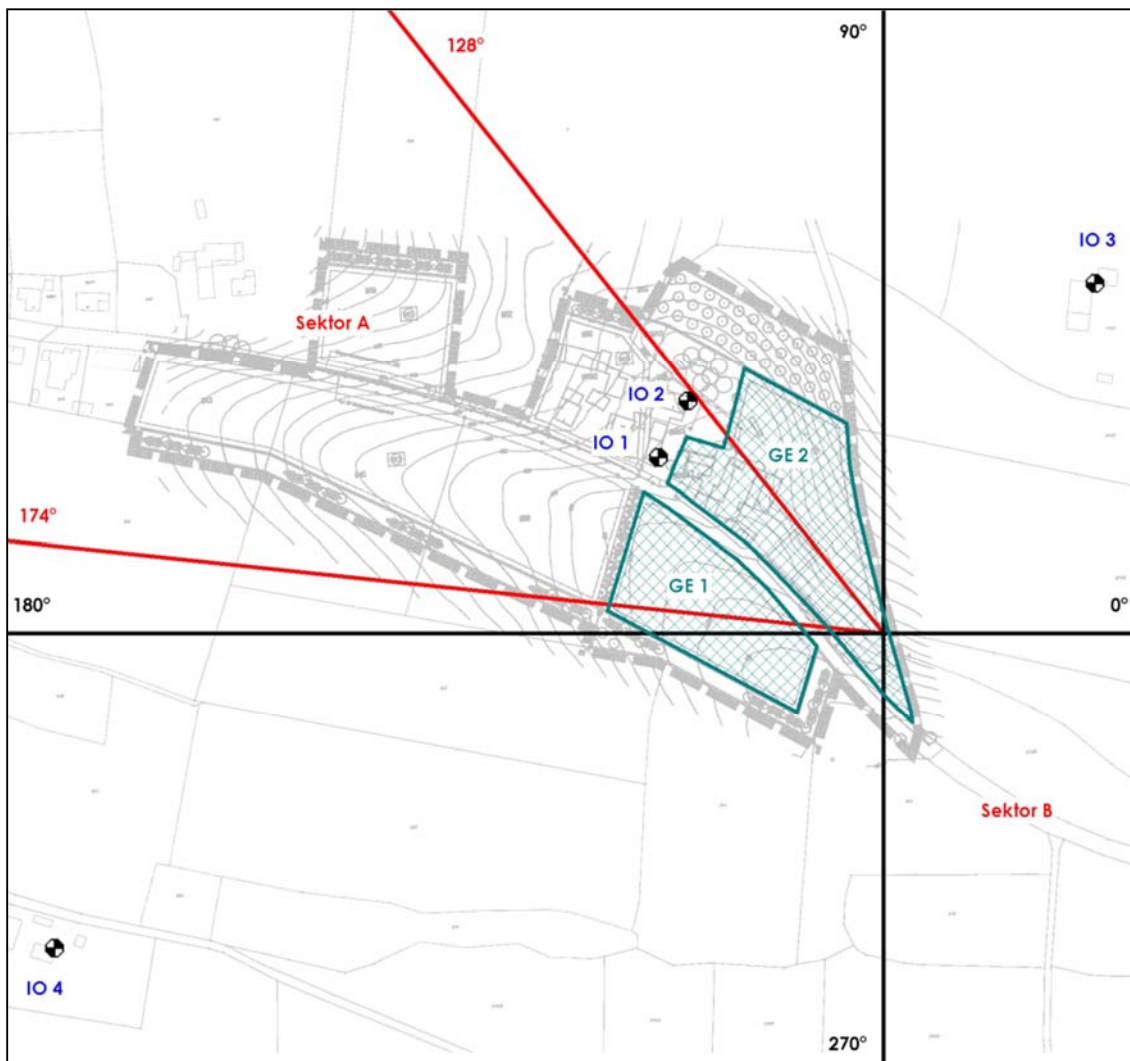 90°
128°
IO 3
Sektor A
IO 2
IO 1
GE 2
174°
GE 1
180°
0°
Sektor B
IO 4
270°